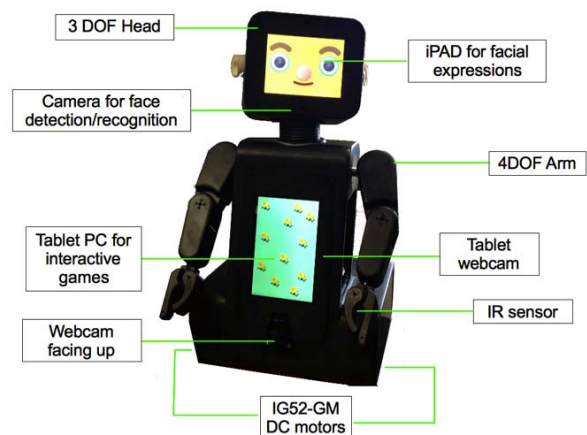 3 DOF Head
iPAD for facial
expressions
Camera for face
detection/recognition
4DOF Arm
Tablet PC for
interactive
games
Tablet
webcam
IR sensor
Webcam
facing up
IG52-GM
DC motors